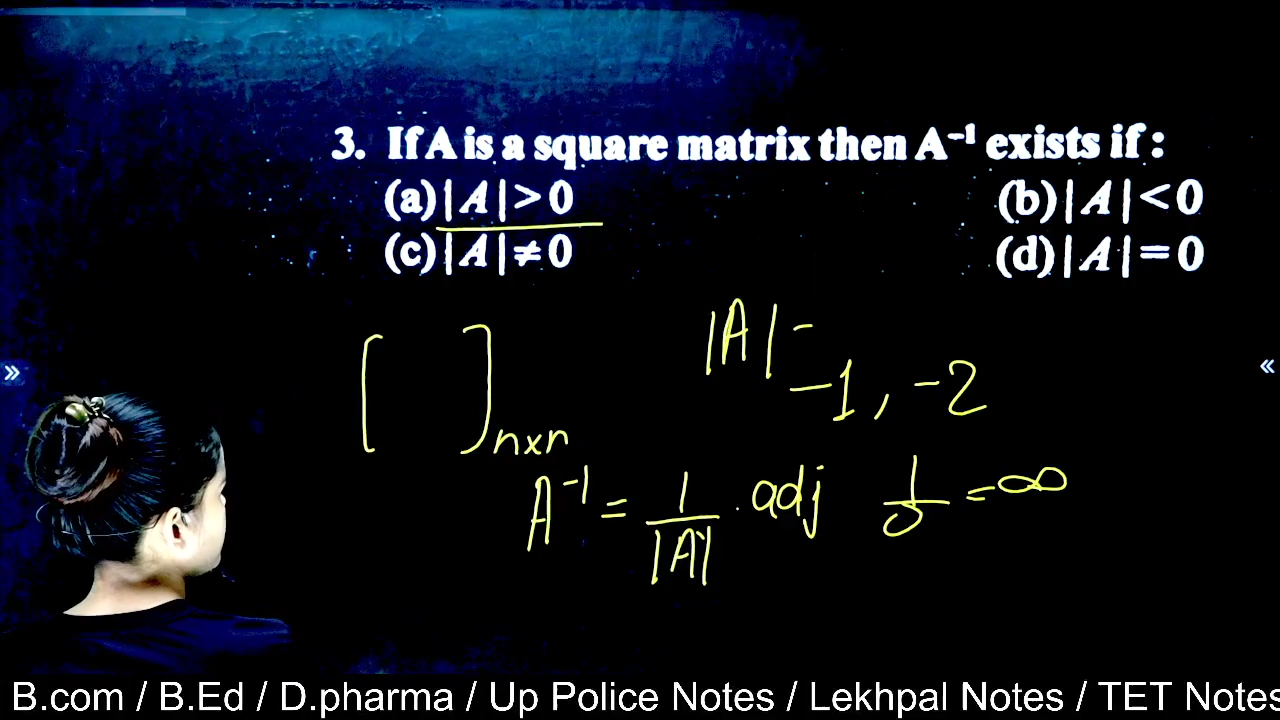 3. If A is a square matrix then A⁻¹ exists if :
(a) |A| > 0 (b) |A| < 0
(c) |A| ≠ 0 (d) |A| = 0
[ ]n×n |A| = -1, -2
A⁻¹ = 1/|A| . adj 1/0 = ∞
B.com / B.Ed / D.pharma / Up Police Notes / Lekhpal Notes / TET Notes